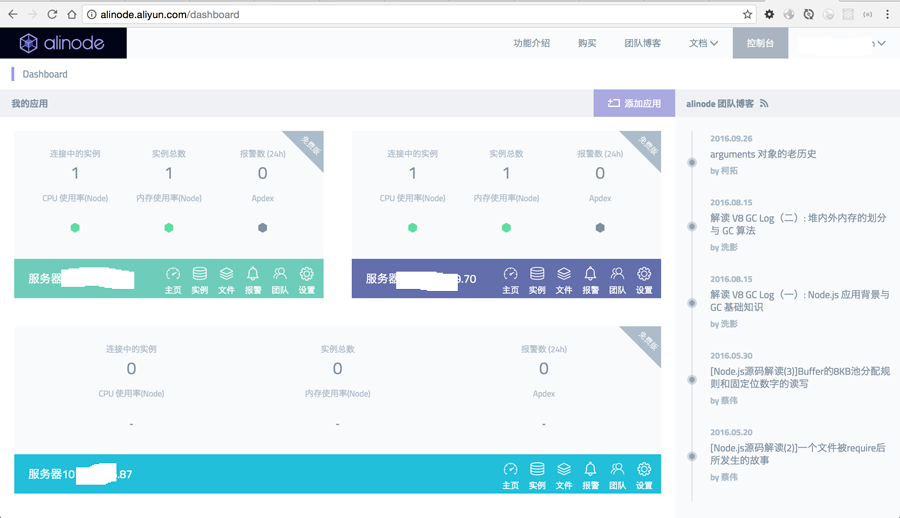 alinode.aliyun.com/dashboard
alinode
功能介绍
购买
团队博客
文档
控制台
Dashboard
我的应用
添加应用
连接中的实例
实例总数
报警数 (24h)
免费版
1
1
0
CPU 使用率(Node)
内存使用率(Node)
Apdex
服务器
主页
实例
文件
报警
团队
设置
连接中的实例
实例总数
报警数 (24h)
免费版
1
1
0
CPU 使用率(Node)
内存使用率(Node)
Apdex
服务器
.70
主页
实例
文件
报警
团队
设置
连接中的实例
实例总数
报警数 (24h)
免费版
0
0
0
CPU 使用率(Node)
内存使用率(Node)
Apdex
-
-
-
服务器10
.87
主页
实例
文件
报警
团队
设置
alinode 团队博客
2016.09.26
arguments 对象的老历史
by 柯拓
2016.08.15
解读 V8 GC Log（二）: 堆内外内存的划分
与 GC 算法
by 洗影
2016.08.15
解读 V8 GC Log（一）: Node.js 应用背景与
GC 基础知识
by 洗影
2016.05.30
[Node.js源码解读(3)]Buffer的8KB池分配规
则和固定位数字的读写
by 蔡伟
2016.05.20
[Node.js源码解读(2)]一个文件被require后
所发生的故事
by 蔡伟